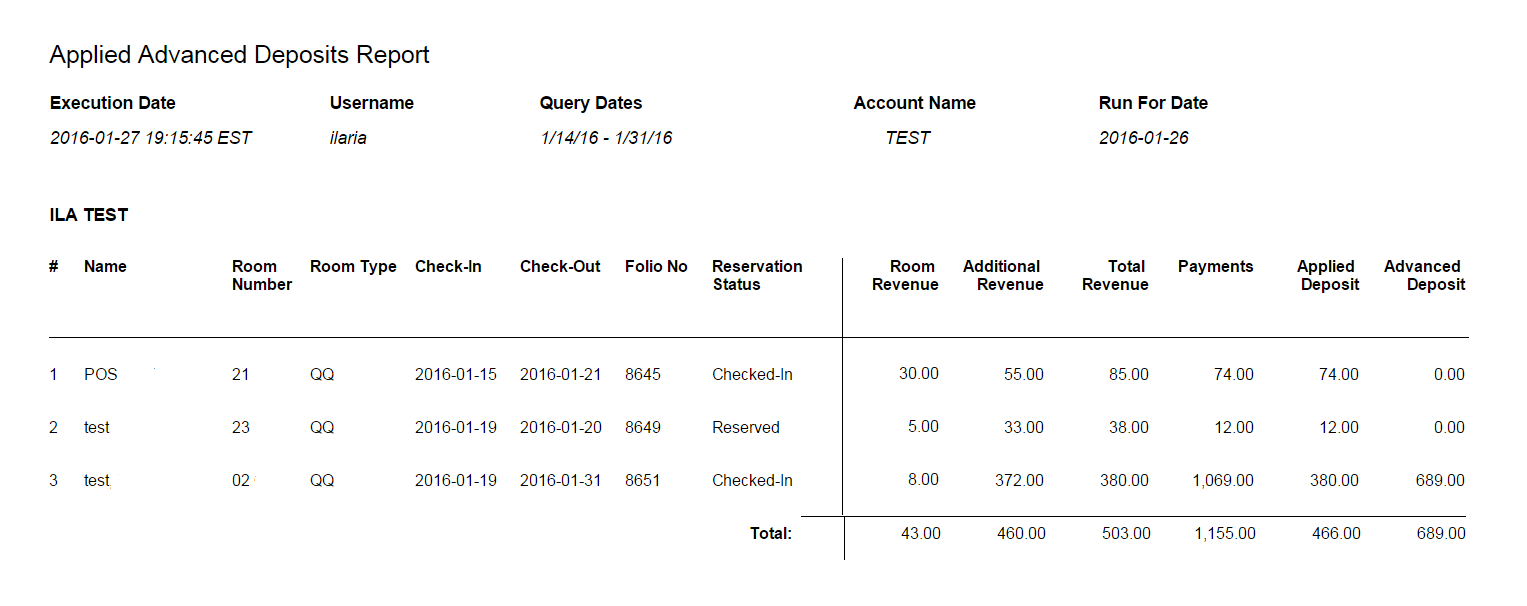 Applied Advanced Deposits Report
Execution Date Username Query Dates Account Name Run For Date
2016-01-27 19:15:45 EST ilaria 1/14/16 - 1/31/16 TEST 2016-01-26
ILA TEST
# Name Room Room Type Check-In Check-Out Folio No Reservation Room Additional Total Payments Applied Advanced
Number Status Revenue Revenue Revenue Deposit Deposit
1 POS 21 QQ 2016-01-15 2016-01-21 8645 Checked-In 30.00 55.00 85.00 74.00 74.00 0.00
2 test 23 QQ 2016-01-19 2016-01-20 8649 Reserved 5.00 33.00 38.00 12.00 12.00 0.00
3 test 02 QQ 2016-01-19 2016-01-31 8651 Checked-In 8.00 372.00 380.00 1,069.00 380.00 689.00
Total: 43.00 460.00 503.00 1,155.00 466.00 689.00